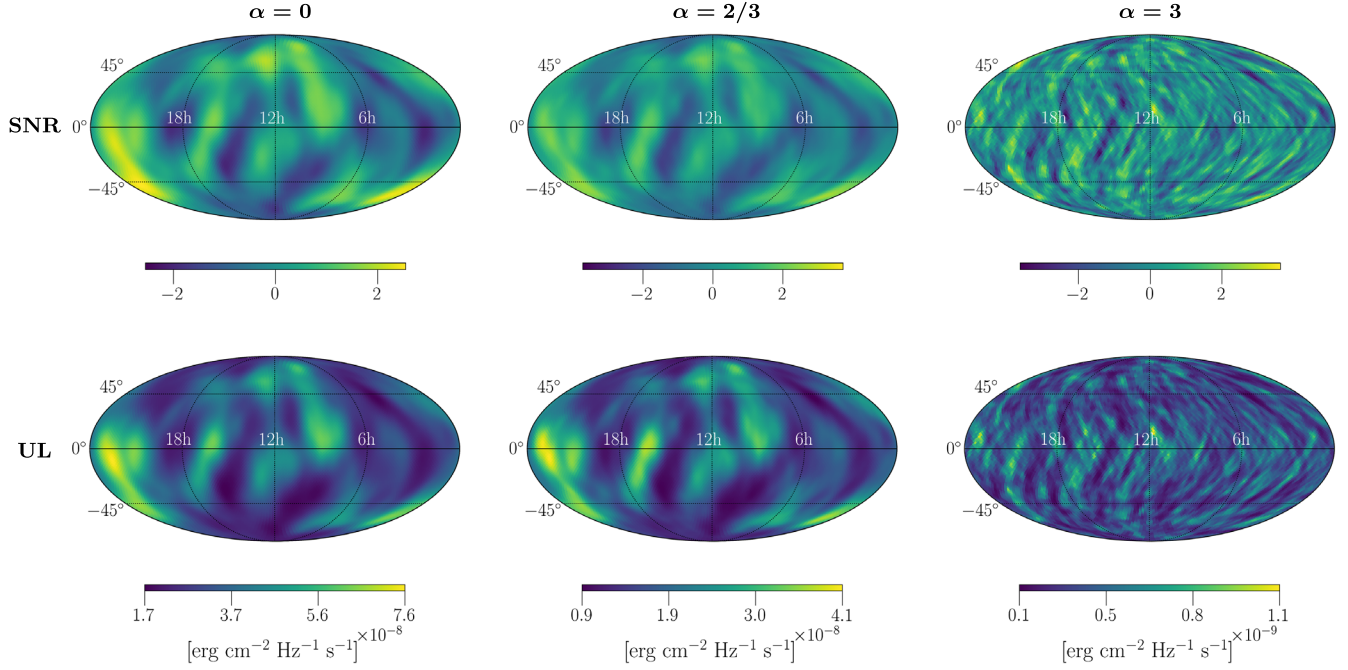 α = 0 α = 2/3 α = 3
45° 45° 45°
SNR 0° 18h 12h 6h 0° 18h 12h 6h 0° 18h 12h 6h
−45° −45° −45°
−2 0 2 −2 0 2 −2 0 2
45° 45° 45°
UL 0° 18h 12h 6h 0° 18h 12h 6h 0° 18h 12h 6h
−45° −45° −45°
1.7 3.7 5.6 7.6 0.9 1.9 3.0 4.1 0.1 0.5 0.8 1.1
[erg cm⁻² Hz⁻¹ s⁻¹]×10⁻⁸ [erg cm⁻² Hz⁻¹ s⁻¹]×10⁻⁸ [erg cm⁻² Hz⁻¹ s⁻¹]×10⁻⁹